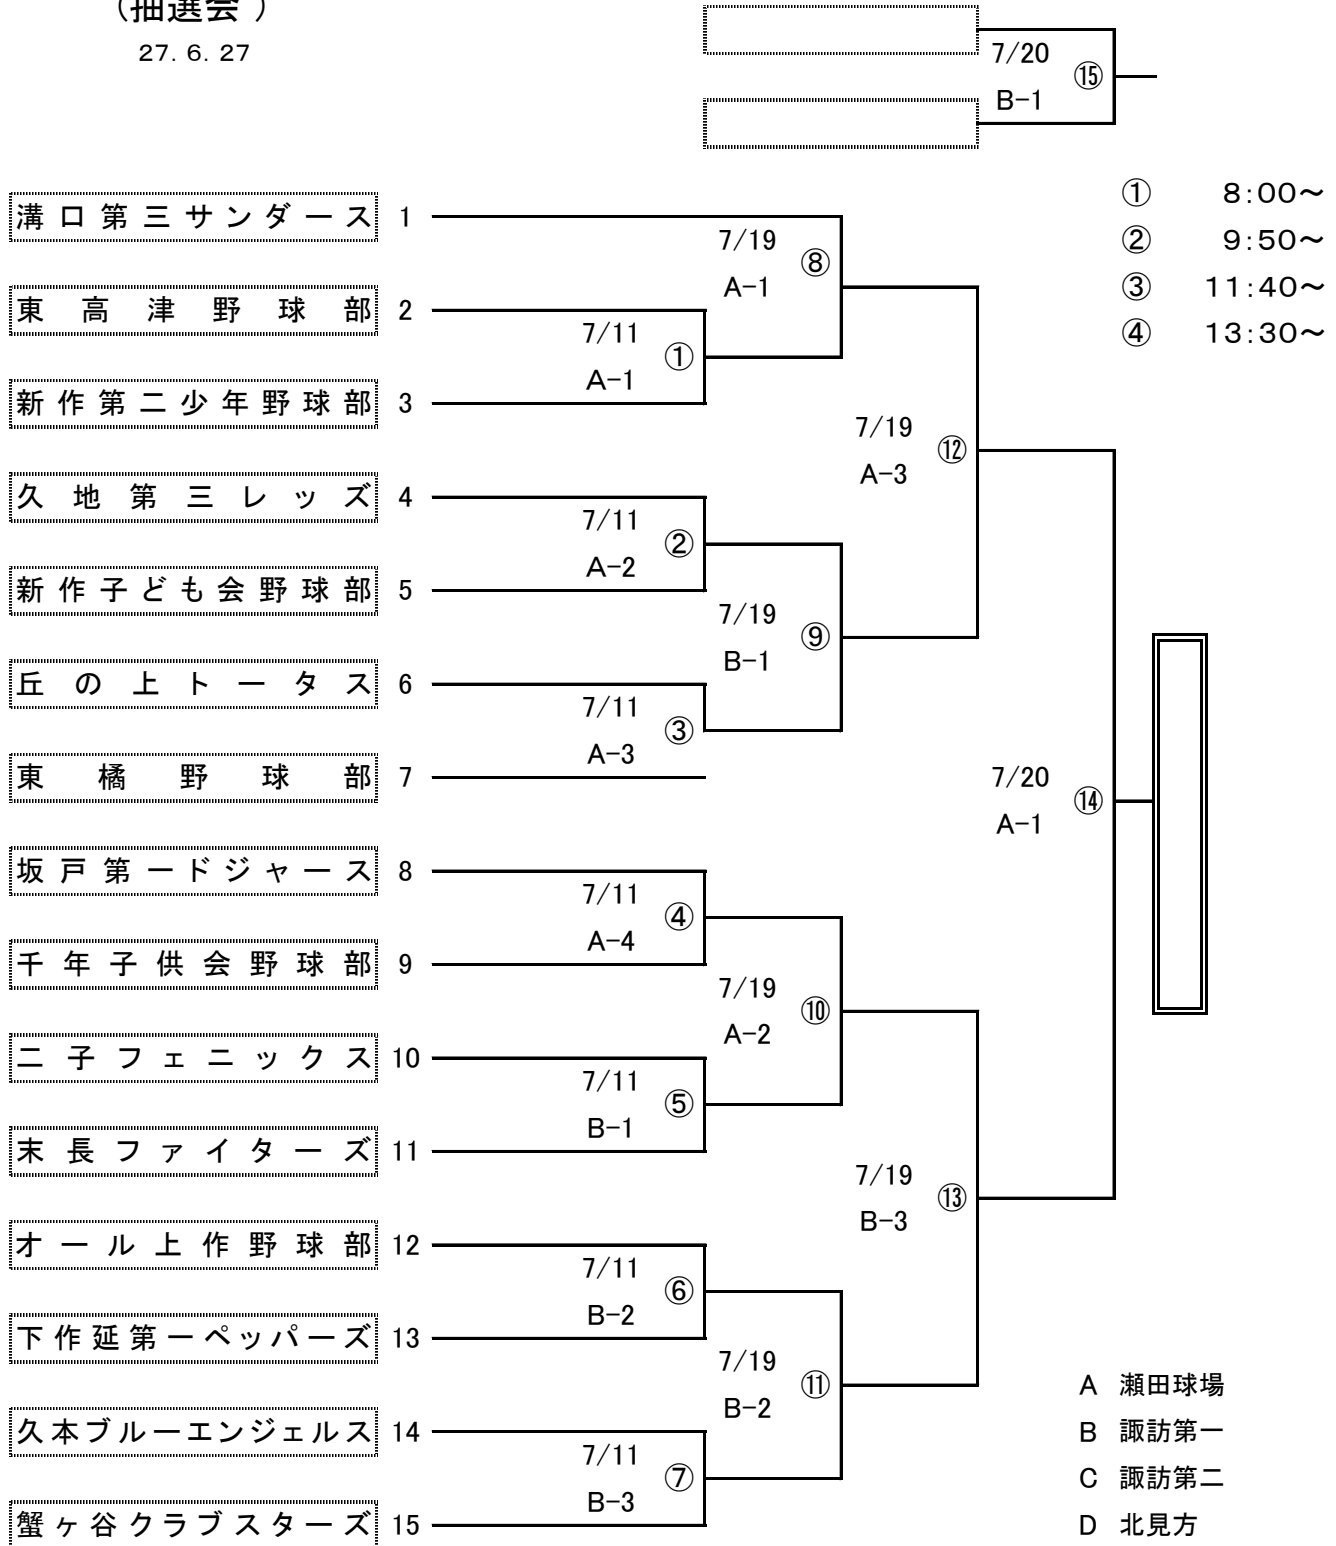 （抽選会 ）
27. 6. 27
7/20
⑮
B−1
① 8:00～
② 9:50～
③ 11:40～
④ 13:30～
溝口第三サンダース 1
7/19
⑧
A−1
東高津野球部 2
7/11
①
A−1
新作第二少年野球部 3
7/19
⑫
A−3
久地第三レッズ 4
7/11
②
A−2
新作子ども会野球部 5
7/19
⑨
B−1
丘の上トータス 6
7/11
③
A−3
東橘野球部 7
7/20
⑭
A−1
坂戸第一ドジャース 8
7/11
④
A−4
千年子供会野球部 9
7/19
⑩
A−2
二子フェニックス 10
7/11
⑤
B−1
末長ファイターズ 11
7/19
⑬
B−3
オール上作野球部 12
7/11
⑥
B−2
下作延第一ペッパーズ 13
7/19
⑪
B−2
久本ブルーエンジェルス 14
7/11
⑦
B−3
蟹ヶ谷クラブスターズ 15
A 瀬田球場
B 諏訪第一
C 諏訪第二
D 北見方